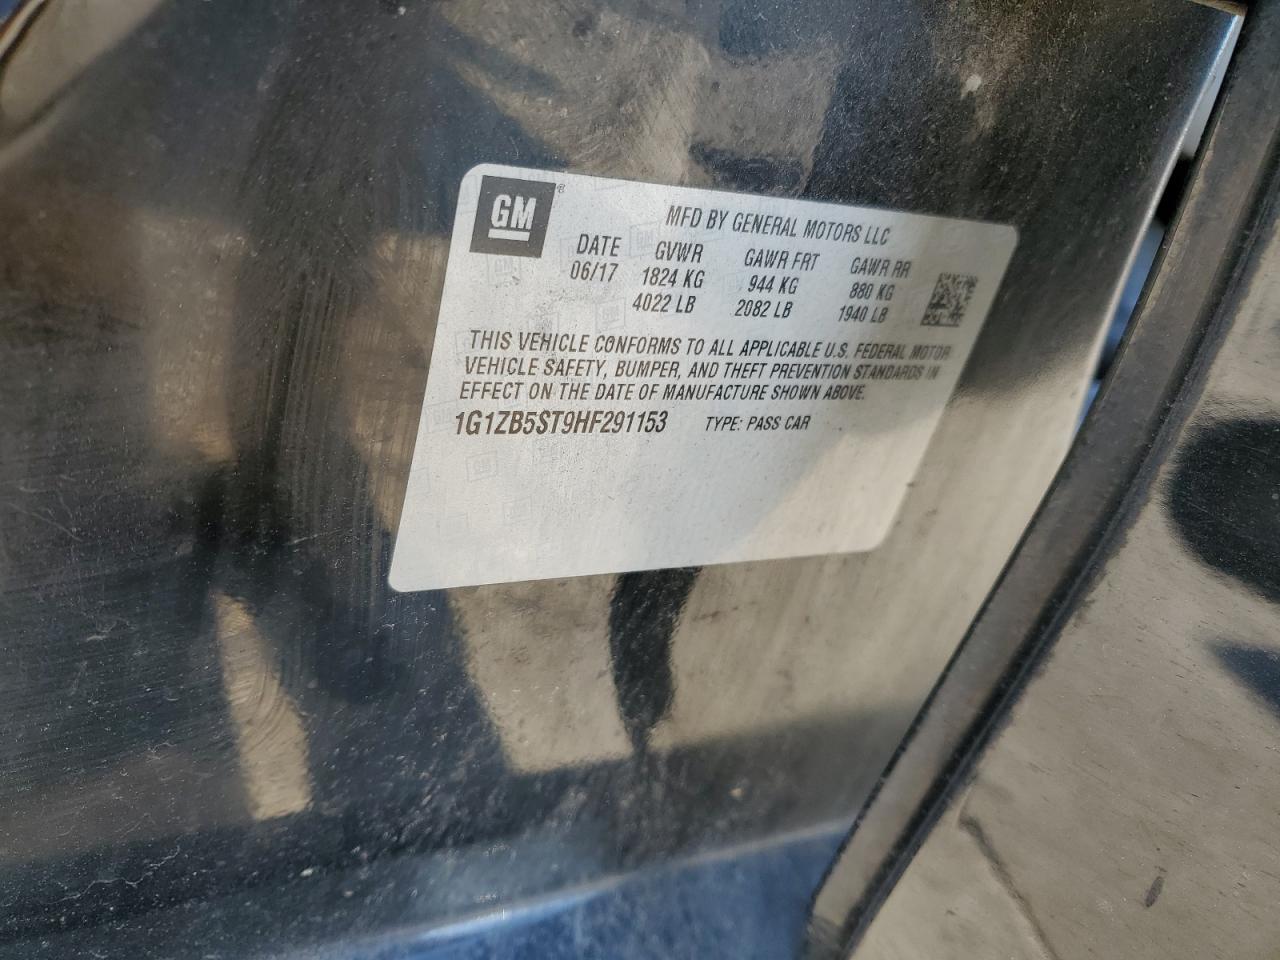 GM®
MFD BY GENERAL MOTORS LLC
DATE GVWR GAWR FRT GAWR RR
06/17 1824 KG 944 KG 880 KG
4022 LB 2082 LB 1940 LB
THIS VEHICLE CONFORMS TO ALL APPLICABLE U.S. FEDERAL MOTOR
VEHICLE SAFETY, BUMPER, AND THEFT PREVENTION STANDARDS IN
EFFECT ON THE DATE OF MANUFACTURE SHOWN ABOVE.
1G1ZB5ST9HF291153 TYPE: PASS CAR